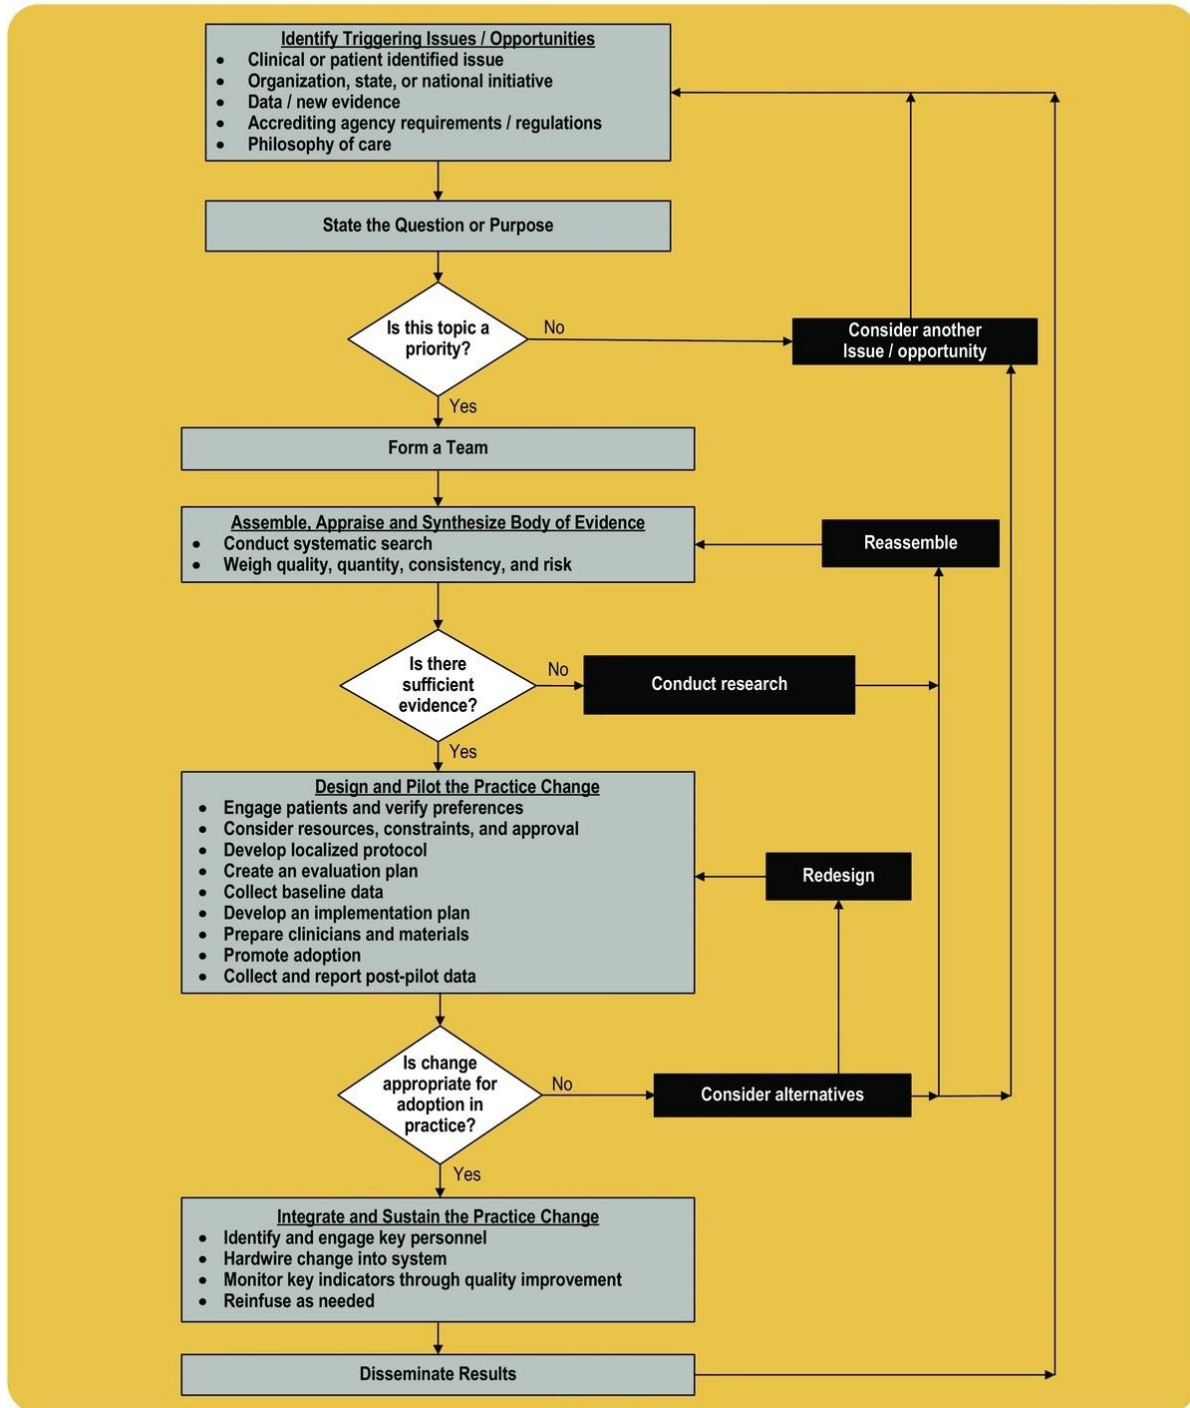 Identify Triggering Issues / Opportunities
• Clinical or patient identified issue
• Organization, state, or national initiative
• Data / new evidence
• Accrediting agency requirements / regulations
• Philosophy of care
State the Question or Purpose
Is this topic a
priority?
No
Consider another
Issue / opportunity
Yes
Form a Team
Assemble, Appraise and Synthesize Body of Evidence
• Conduct systematic search
• Weigh quality, quantity, consistency, and risk
Reassemble
Is there
sufficient
evidence?
No
Conduct research
Yes
Design and Pilot the Practice Change
• Engage patients and verify preferences
• Consider resources, constraints, and approval
• Develop localized protocol
• Create an evaluation plan
• Collect baseline data
• Develop an implementation plan
• Prepare clinicians and materials
• Promote adoption
• Collect and report post-pilot data
Redesign
Is change
appropriate for
adoption in
practice?
No
Consider alternatives
Yes
Integrate and Sustain the Practice Change
• Identify and engage key personnel
• Hardwire change into system
• Monitor key indicators through quality improvement
• Reinfuse as needed
Disseminate Results